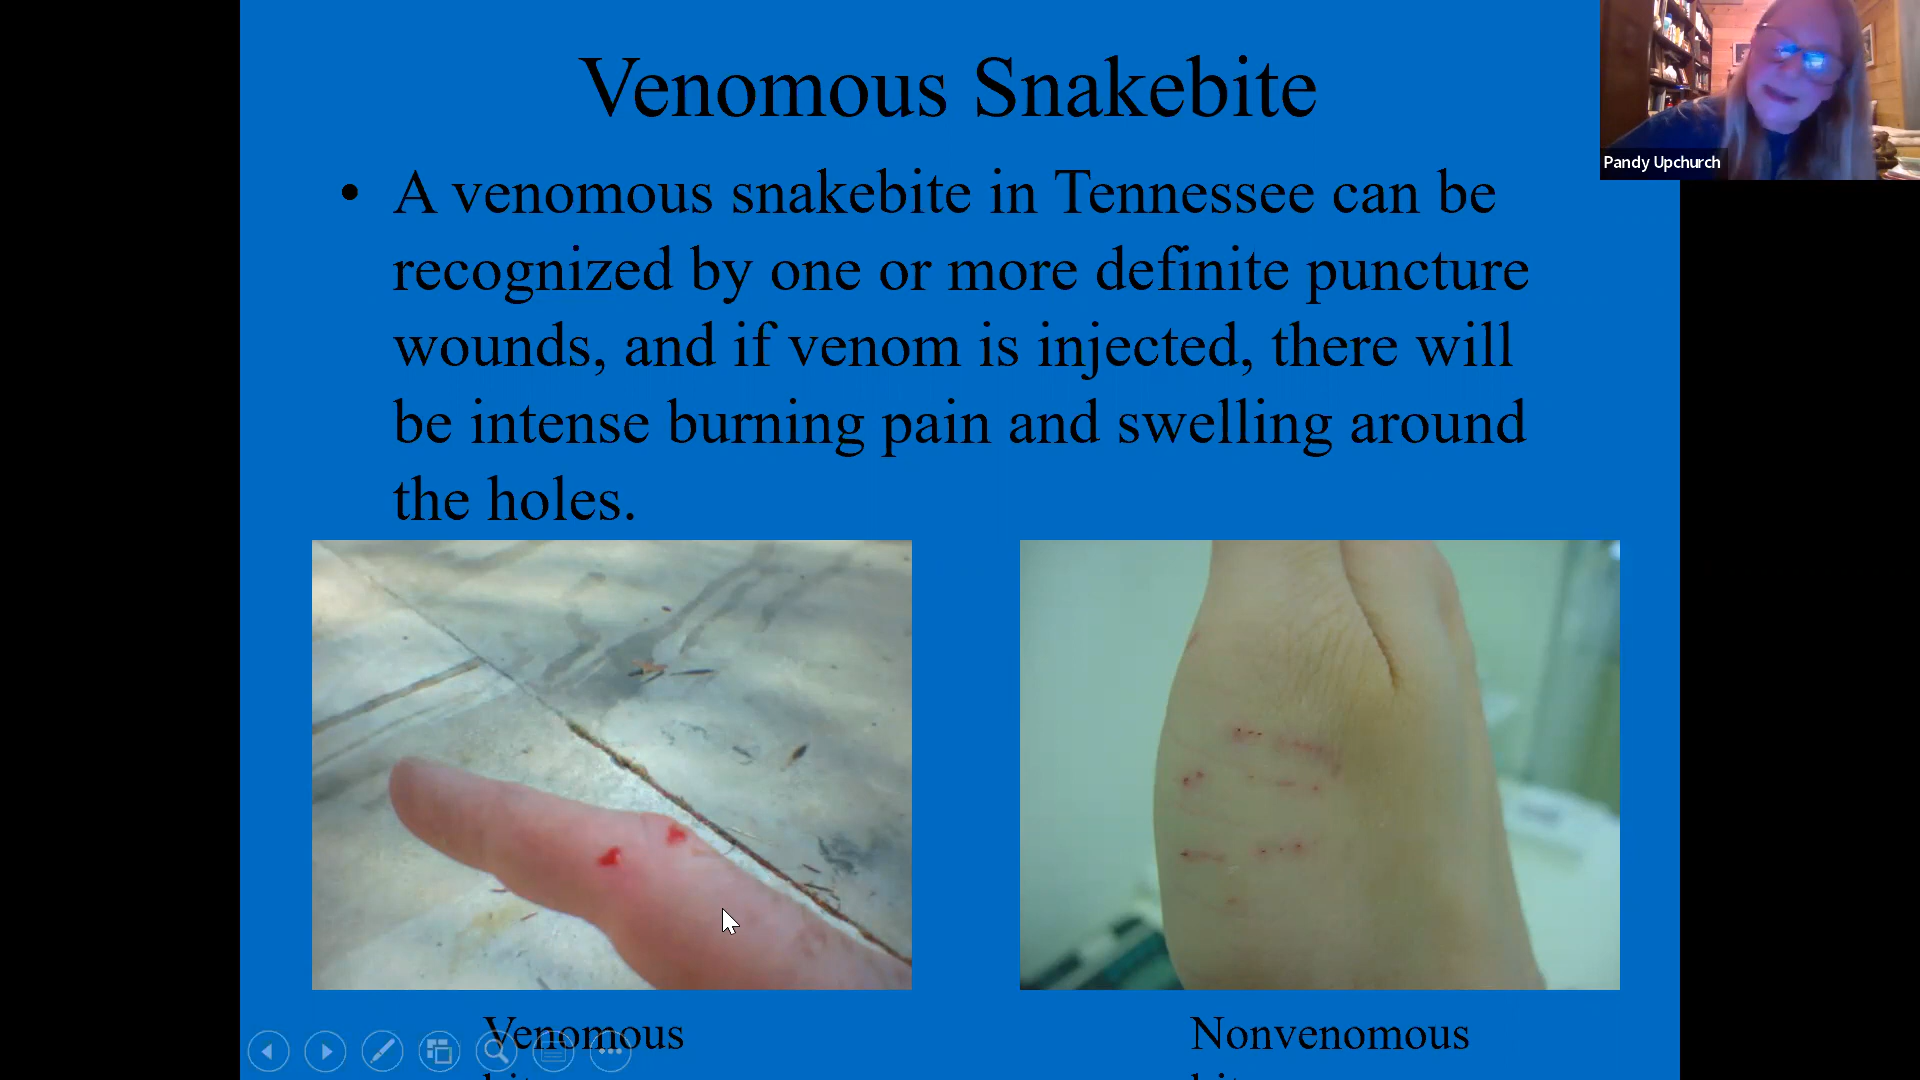 Venomous Snakebite
Pandy Upchurch
• A venomous snakebite in Tennessee can be
recognized by one or more definite puncture
wounds, and if venom is injected, there will
be intense burning pain and swelling around
the holes.
Venomous
Nonvenomous